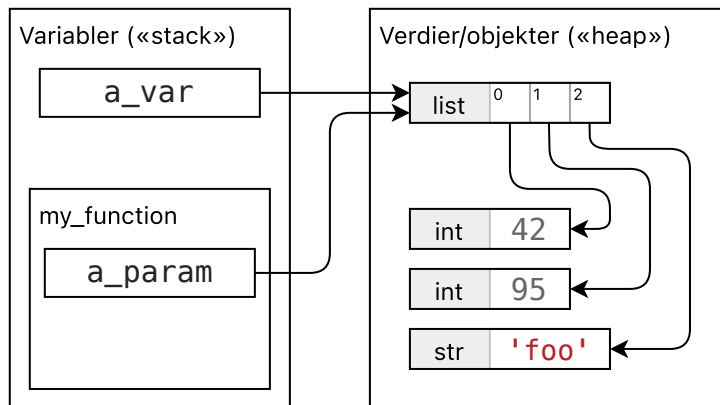 Variabler («stack»)
a_var
my_function
a_param
Verdier/objekter («heap»)
list 0 1 2
int 42
int 95
str 'foo'